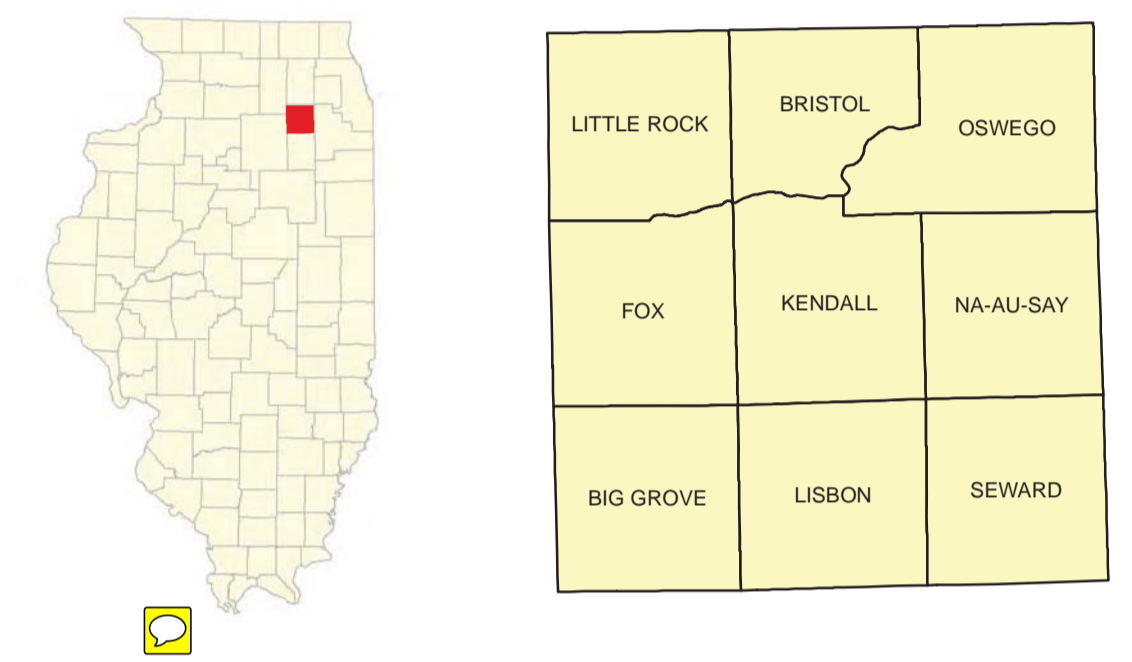 LITTLE ROCK
BRISTOL
OSWEGO
FOX
KENDALL
NA-AU-SAY
BIG GROVE
LISBON
SEWARD